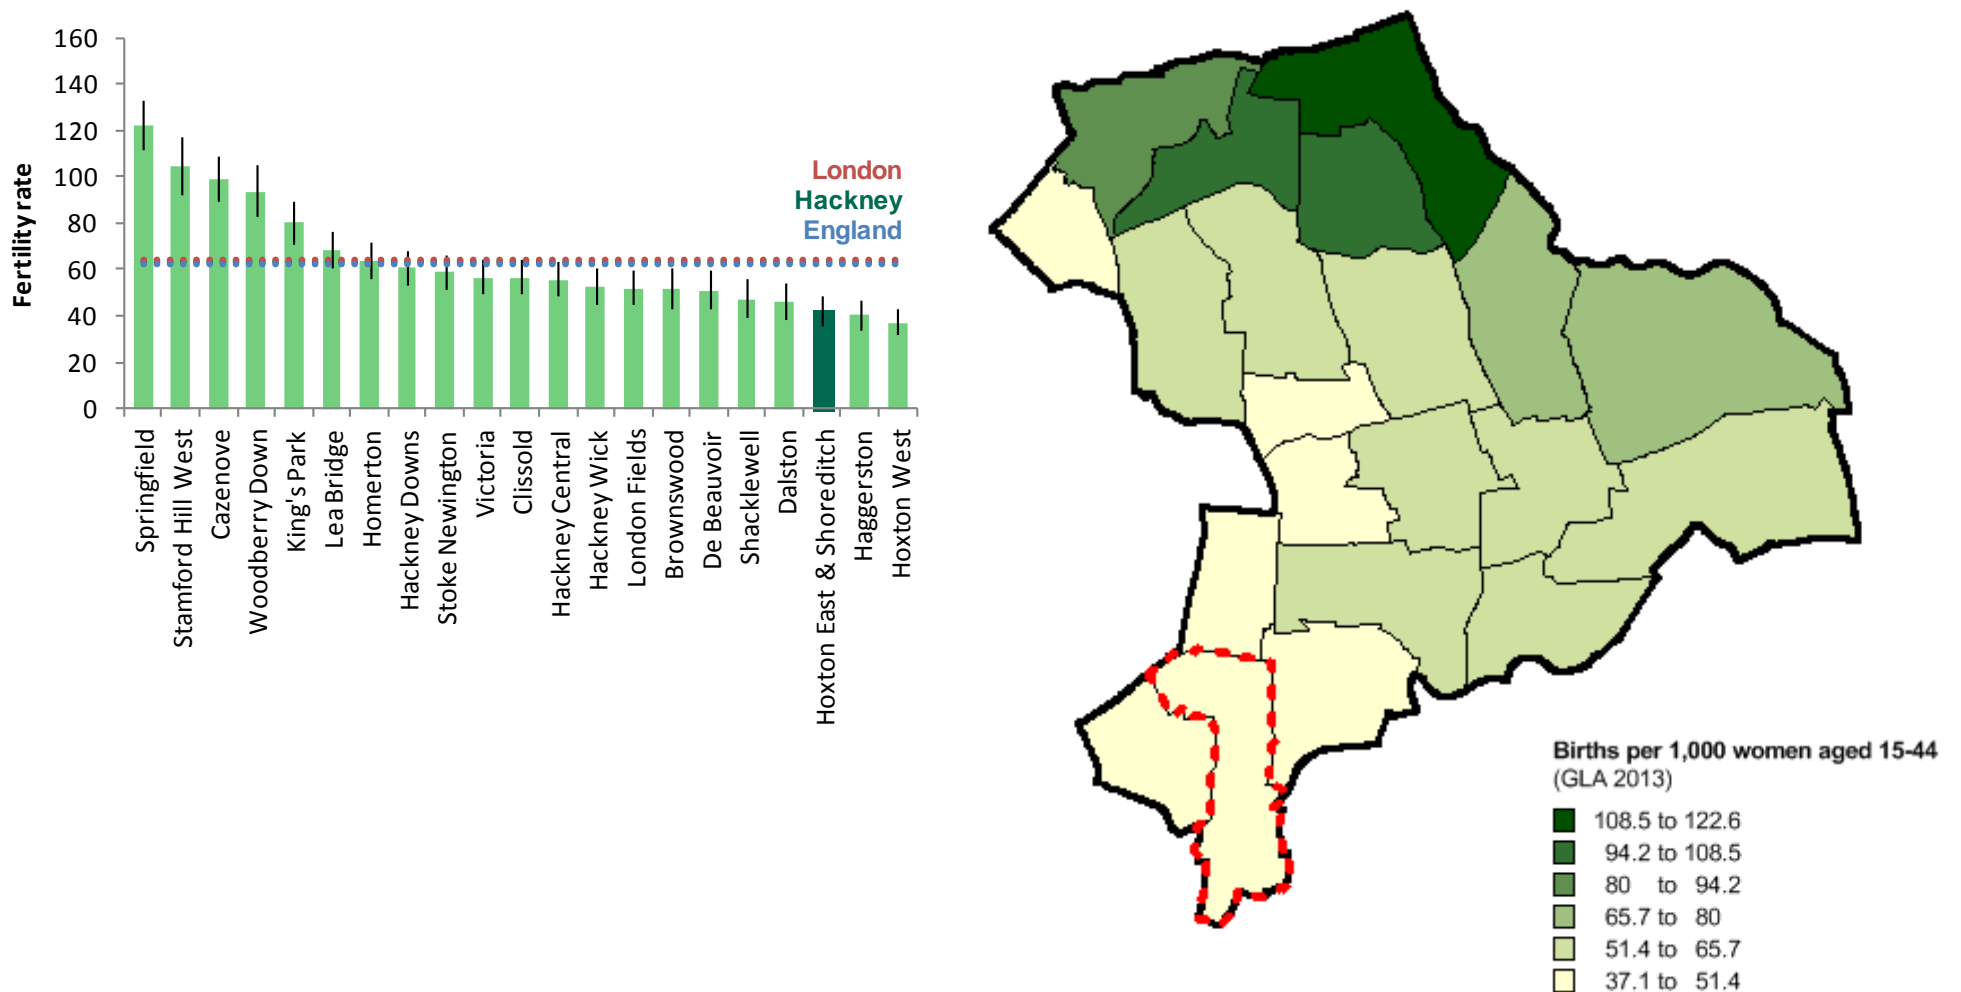 160
140
120
100
80
60
40
20
0
Fertility rate
London
Hackney
England
Springfield
Stamford Hill West
Cazenove
Woodberry Down
King's Park
Lea Bridge
Homerton
Hackney Downs
Stoke Newington
Victoria
Clissold
Hackney Central
Hackney Wick
London Fields
Brownswood
De Beauvoir
Shacklewell
Dalston
Hoxton East & Shoreditch
Haggerston
Hoxton West
Births per 1,000 women aged 15-44
(GLA 2013)
108.5 to 122.6
94.2 to 108.5
80 to 94.2
65.7 to 80
51.4 to 65.7
37.1 to 51.4